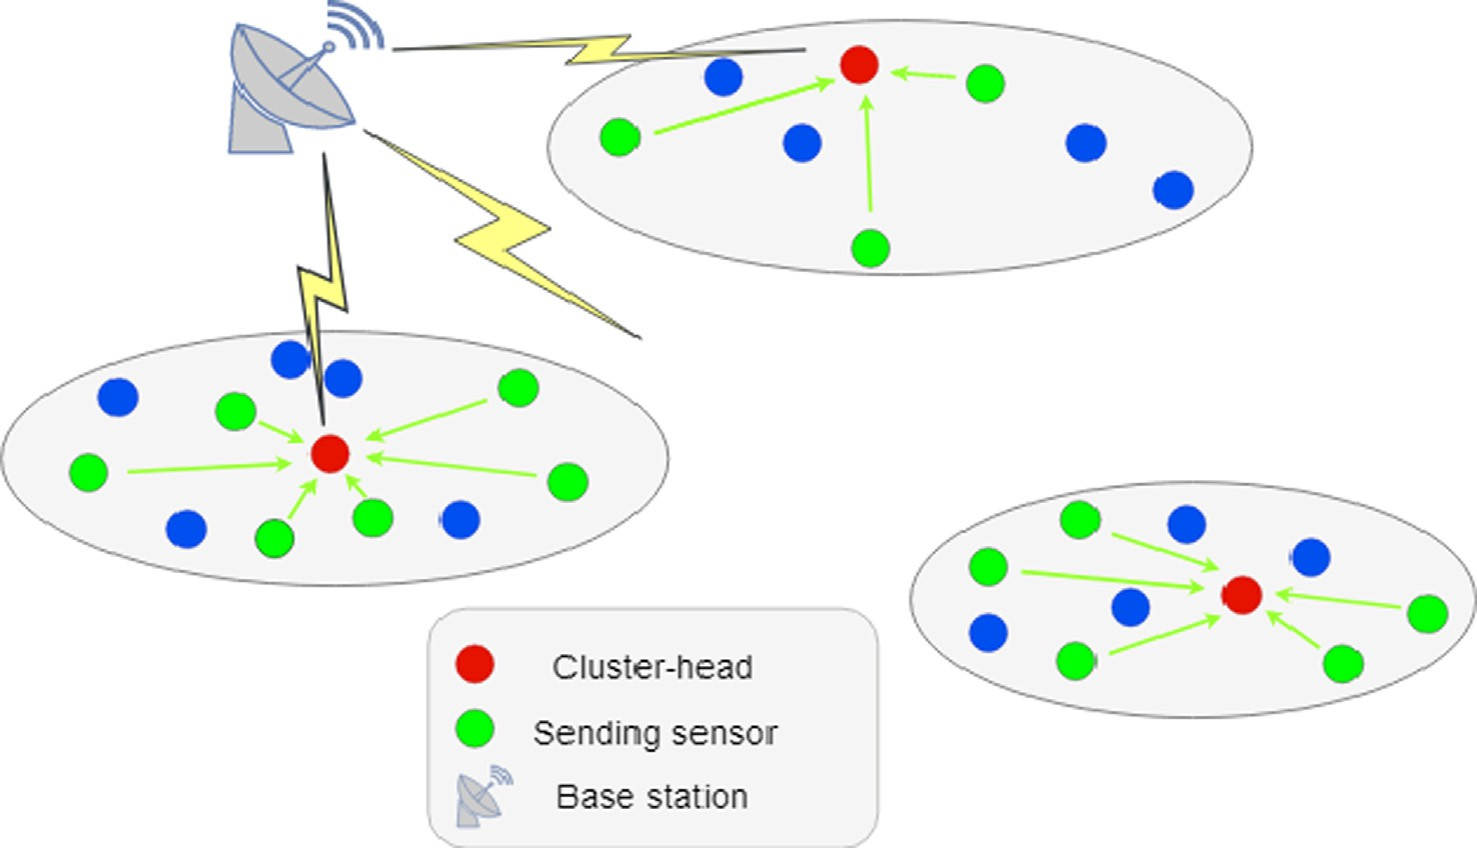 Cluster-head
Sending sensor
Base station